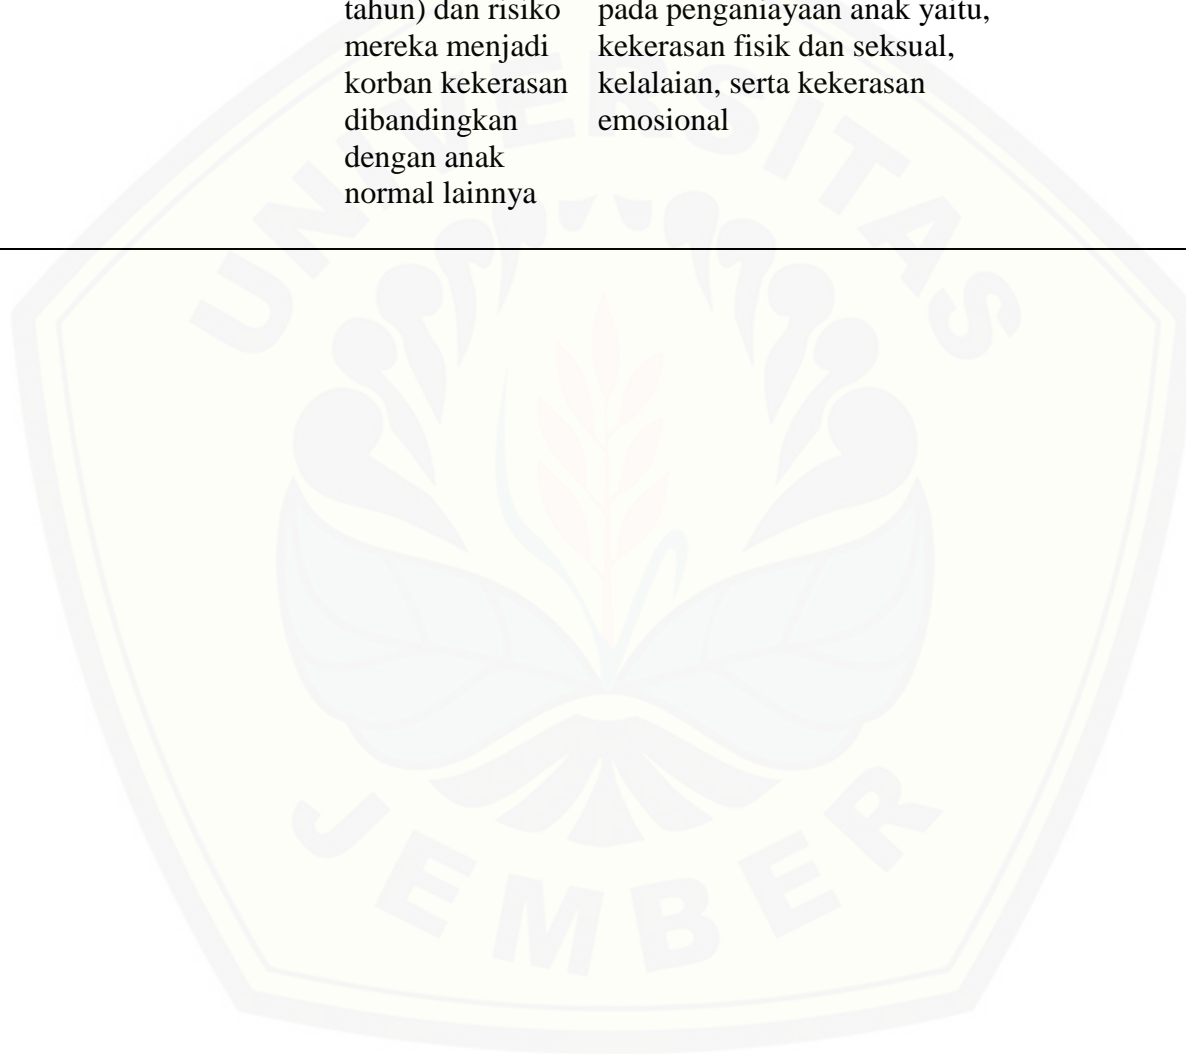 tahun) dan risiko
mereka menjadi
korban kekerasan
dibandingkan
dengan anak
normal lainnya
pada penganiayaan anak yaitu,
kekerasan fisik dan seksual,
kelalaian, serta kekerasan
emosional
UNIVERSITAS
JEMBER